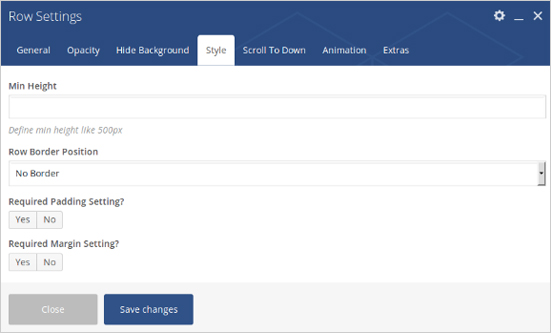 Row Settings
General Opacity Hide Background Style Scroll To Down Animation Extras
Min Height
Define min height like 500px
Row Border Position
No Border
Required Padding Setting?
Yes No
Required Margin Setting?
Yes No
Close Save changes